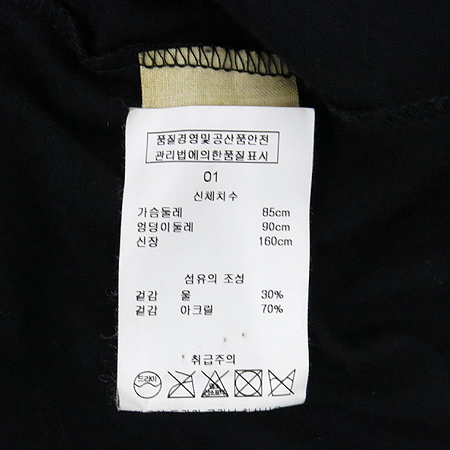 품질경영및공산품안전
관리법에의한품질표시
01
신체치수
가슴둘레 85cm
엉덩이둘레 90cm
신장 160cm
섬유의 조성
겉감 울 30%
겉감 아크릴 70%
취급주의
드라이